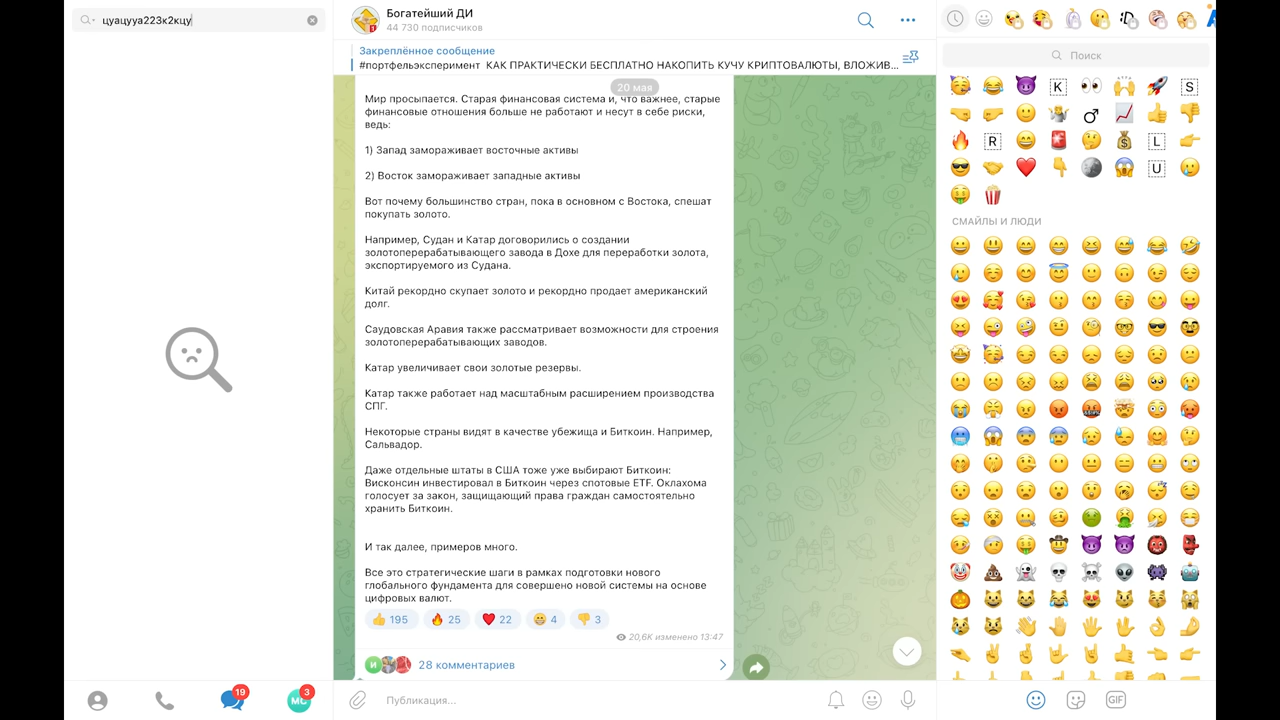 цуацууа223к2кцу
Богатейший ДИ
44 730 подписчиков
Закреплённое сообщение
#портфельэксперимент КАК ПРАКТИЧЕСКИ БЕСПЛАТНО НАКОПИТЬ КУЧУ КРИПТОВАЛЮТЫ, ВЛОЖИВ...
20 мая
Мир просыпается. Старая финансовая система и, что важнее, старые
финансовые отношения больше не работают и несут в себе риски,
ведь:
1) Запад замораживает восточные активы
2) Восток замораживает западные активы
Вот почему большинство стран, пока в основном с Востока, спешат
покупать золото.
Например, Судан и Катар договорились о создании
золотоперерабатывающего завода в Дохе для переработки золота,
экспортируемого из Судана.
Китай рекордно скупает золото и рекордно продает американский
долг.
Саудовская Аравия также рассматривает возможности для строения
золотоперерабатывающих заводов.
Катар увеличивает свои золотые резервы.
Катар также работает над масштабным расширением производства
СПГ.
Некоторые страны видят в качестве убежища и Биткоин. Например,
Сальвадор.
Даже отдельные штаты в США тоже уже выбирают Биткоин:
Висконсин инвестировал в Биткоин через спотовые ETF. Оклахома
голосует за закон, защищающий права граждан самостоятельно
хранить Биткоин.
И так далее, примеров много.
Все это стратегические шаги в рамках подготовки нового
глобального фундамента для совершено новой системы на основе
цифровых валют.
195 25 22 4 3
20,6K изменено 13:47
И 28 комментариев
Публикация...
19
МС 3
Поиск
K S
R L
U
СМАЙЛЫ И ЛЮДИ
GIF